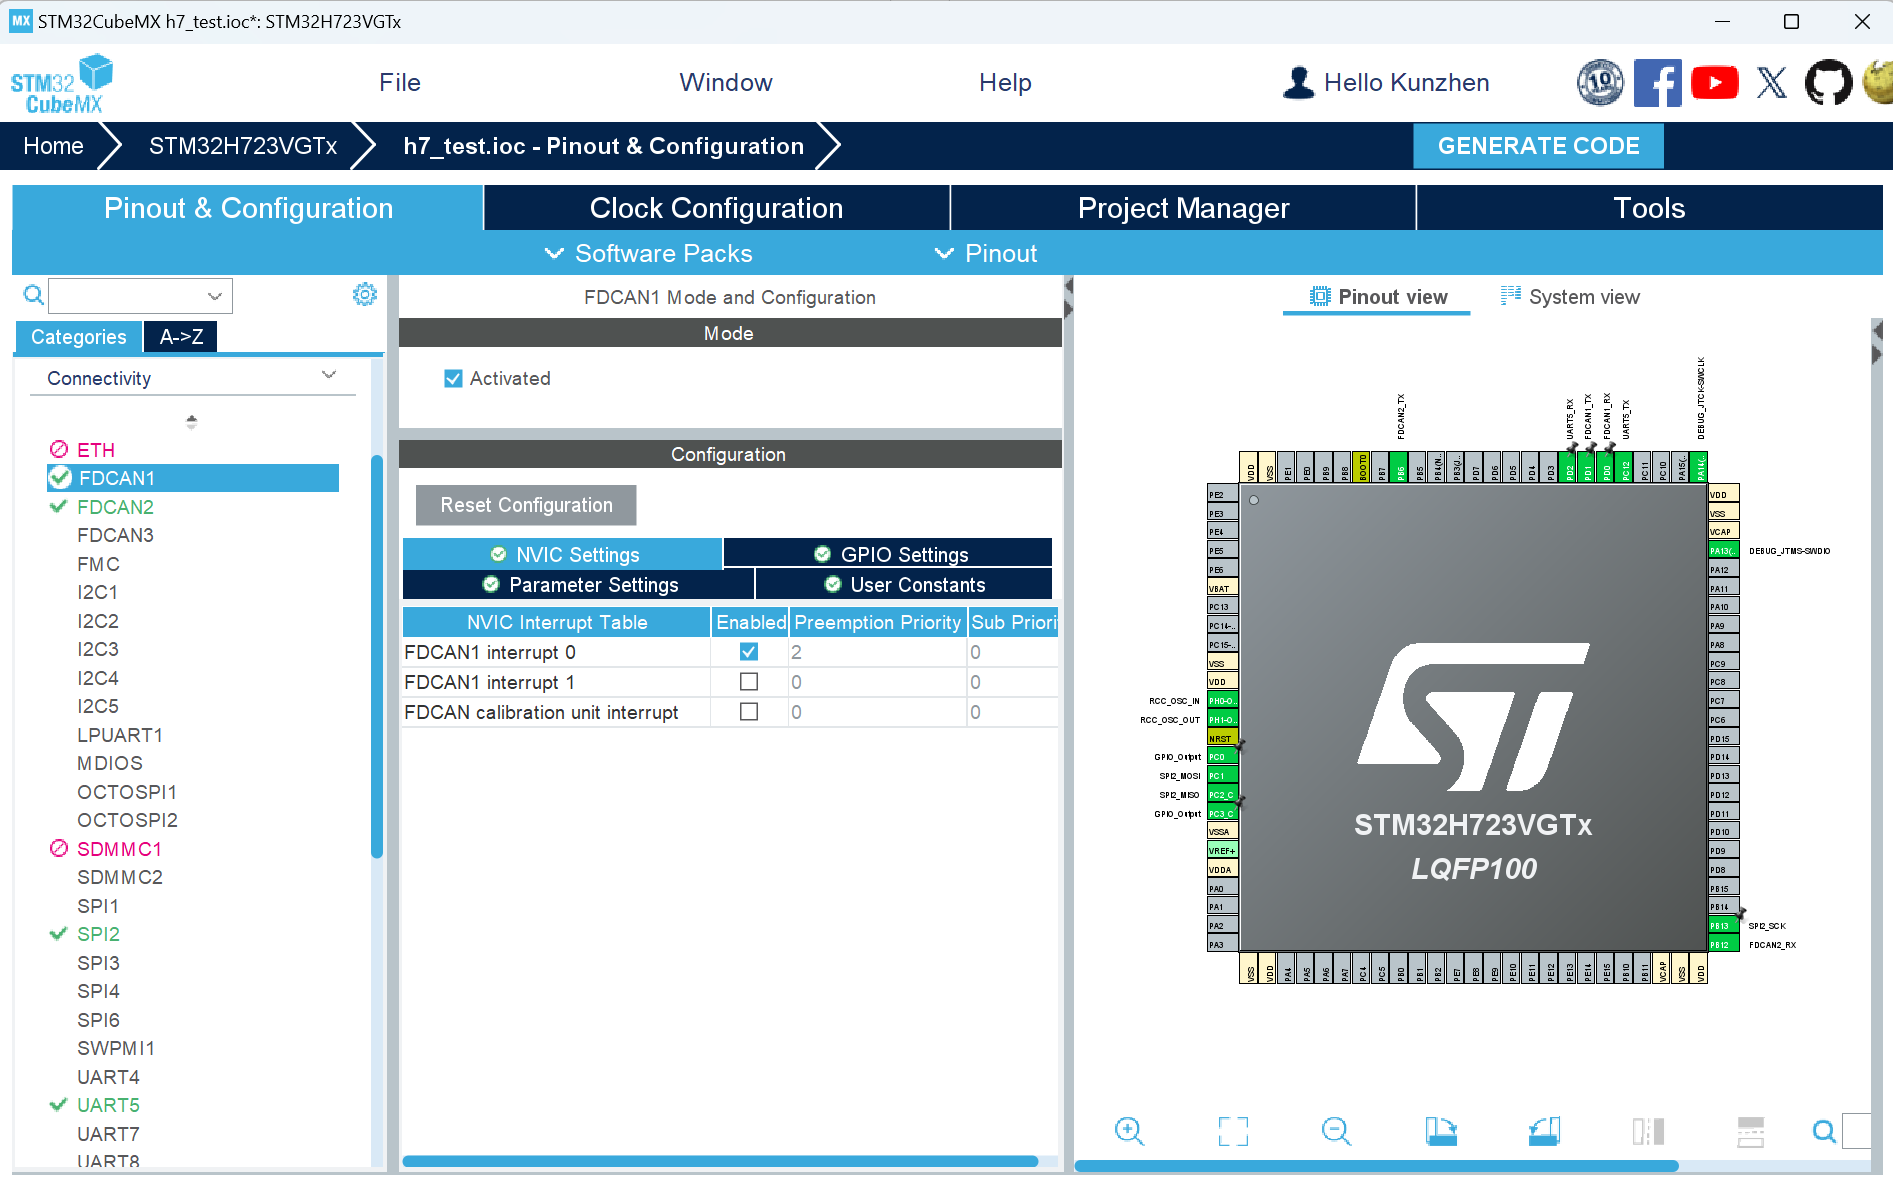 MX STM32CubeMX h7_test.ioc*: STM32H723VGTx
STM32
CubeMX
File
Window
Help
Hello Kunzhen
10
Home
STM32H723VGTx
h7_test.ioc - Pinout & Configuration
GENERATE CODE
Pinout & Configuration
Clock Configuration
Project Manager
Tools
Software Packs
Pinout
Categories
A->Z
Connectivity
ETH
FDCAN1
FDCAN2
FDCAN3
FMC
I2C1
I2C2
I2C3
I2C4
I2C5
LPUART1
MDIOS
OCTOSPI1
OCTOSPI2
SDMMC1
SDMMC2
SPI1
SPI2
SPI3
SPI4
SPI6
SWPMI1
UART4
UART5
UART7
UART8
FDCAN1 Mode and Configuration
Mode
Activated
Configuration
Reset Configuration
NVIC Settings
GPIO Settings
Parameter Settings
User Constants
NVIC Interrupt Table Enabled Preemption Priority Sub Priori
FDCAN1 interrupt 0 2 0
FDCAN1 interrupt 1 0 0
FDCAN calibration unit interrupt 0 0
Pinout view
System view
FDCAN2_TX
UART5_RX
FDCAN1_TX
FDCAN1_RX
UART5_TX
DEBUG_JTCK-SWCLK
VDD
VSS
PE1
PE0
PB9
PB8
BOOT0
PB7
PB6
PB5
PB4(N..
PB3(J..
PD7
PD6
PD5
PD4
PD3
PD2
PD1
PD0
PC12
PC11
PC10
PA15(..
PA14(..
PE2
PE3
PE4
PE5
PE6
VBAT
PC13
PC14-..
PC15-..
VSS
VDD
RCC_OSC_IN PH0-O..
RCC_OSC_OUT PH1-O..
NRST
GPIO_Output PC0
SPI2_MOSI PC1
SPI2_MISO PC2_C
GPIO_Output PC3_C
VSSA
VREF+
VDDA
PA0
PA1
PA2
PA3
STM32H723VGTx
LQFP100
VDD
VSS
VCAP
PA13(.. DEBUG_JTMS-SWDIO
PA12
PA11
PA10
PA9
PA8
PC9
PC8
PC7
PC6
PD15
PD14
PD13
PD12
PD11
PD10
PD9
PD8
PB15
PB14
PB13 SPI2_SCK
PB12 FDCAN2_RX
VSS
VDD
PA4
PA5
PA6
PA7
PC4
PC5
PB0
PB1
PB2
PE7
PE8
PE9
PE10
PE11
PE12
PE13
PE14
PE15
PB10
PB11
VCAP
VSS
VDD